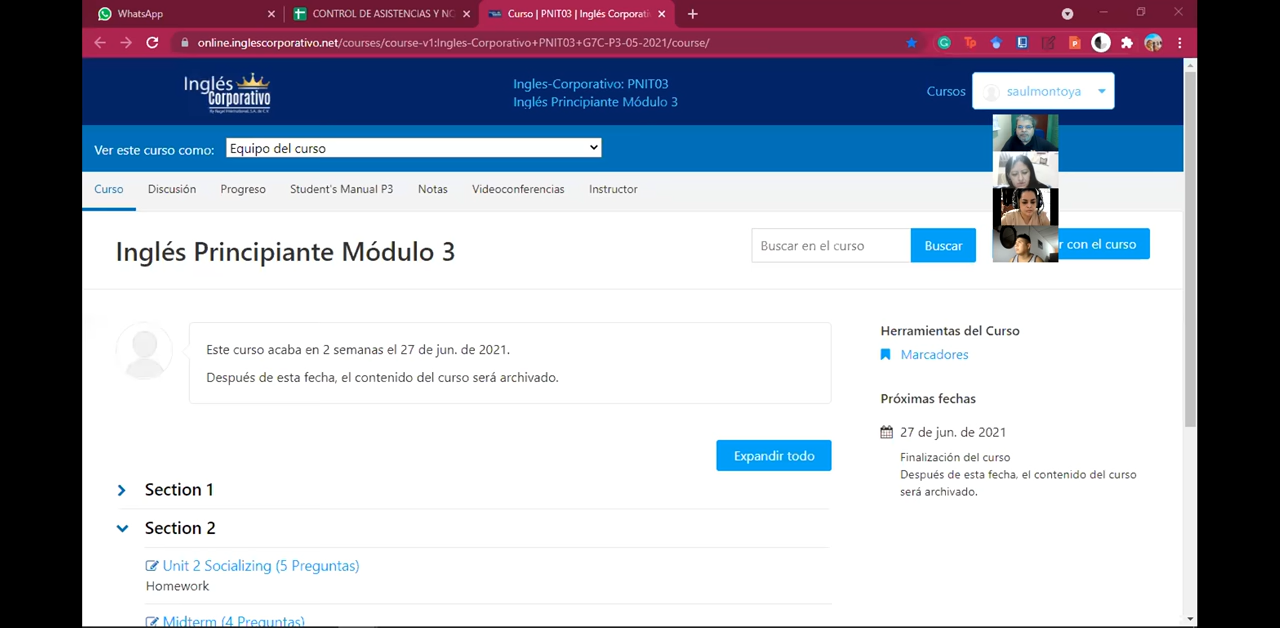 WhatsApp
CONTROL DE ASISTENCIAS Y NO
Curso | PNIT03 | Inglés Corporati
online.inglescorporativo.net/courses/course-v1:Ingles-Corporativo+PNIT03+G7C-P3-05-2021/course/
Inglés
Corporativo
Ingles-Corporativo: PNIT03
Inglés Principiante Módulo 3
Cursos
saulmontoya
Ver este curso como:
Equipo del curso
Curso
Discusión
Progreso
Student's Manual P3
Notas
Videoconferencias
Instructor
Inglés Principiante Módulo 3
Buscar en el curso
Buscar
r con el curso
Este curso acaba en 2 semanas el 27 de jun. de 2021.
Después de esta fecha, el contenido del curso será archivado.
Herramientas del Curso
Marcadores
Próximas fechas
27 de jun. de 2021
Finalización del curso
Después de esta fecha, el contenido del curso
será archivado.
Expandir todo
Section 1
Section 2
Unit 2 Socializing (5 Preguntas)
Homework
Midterm (4 Preguntas)